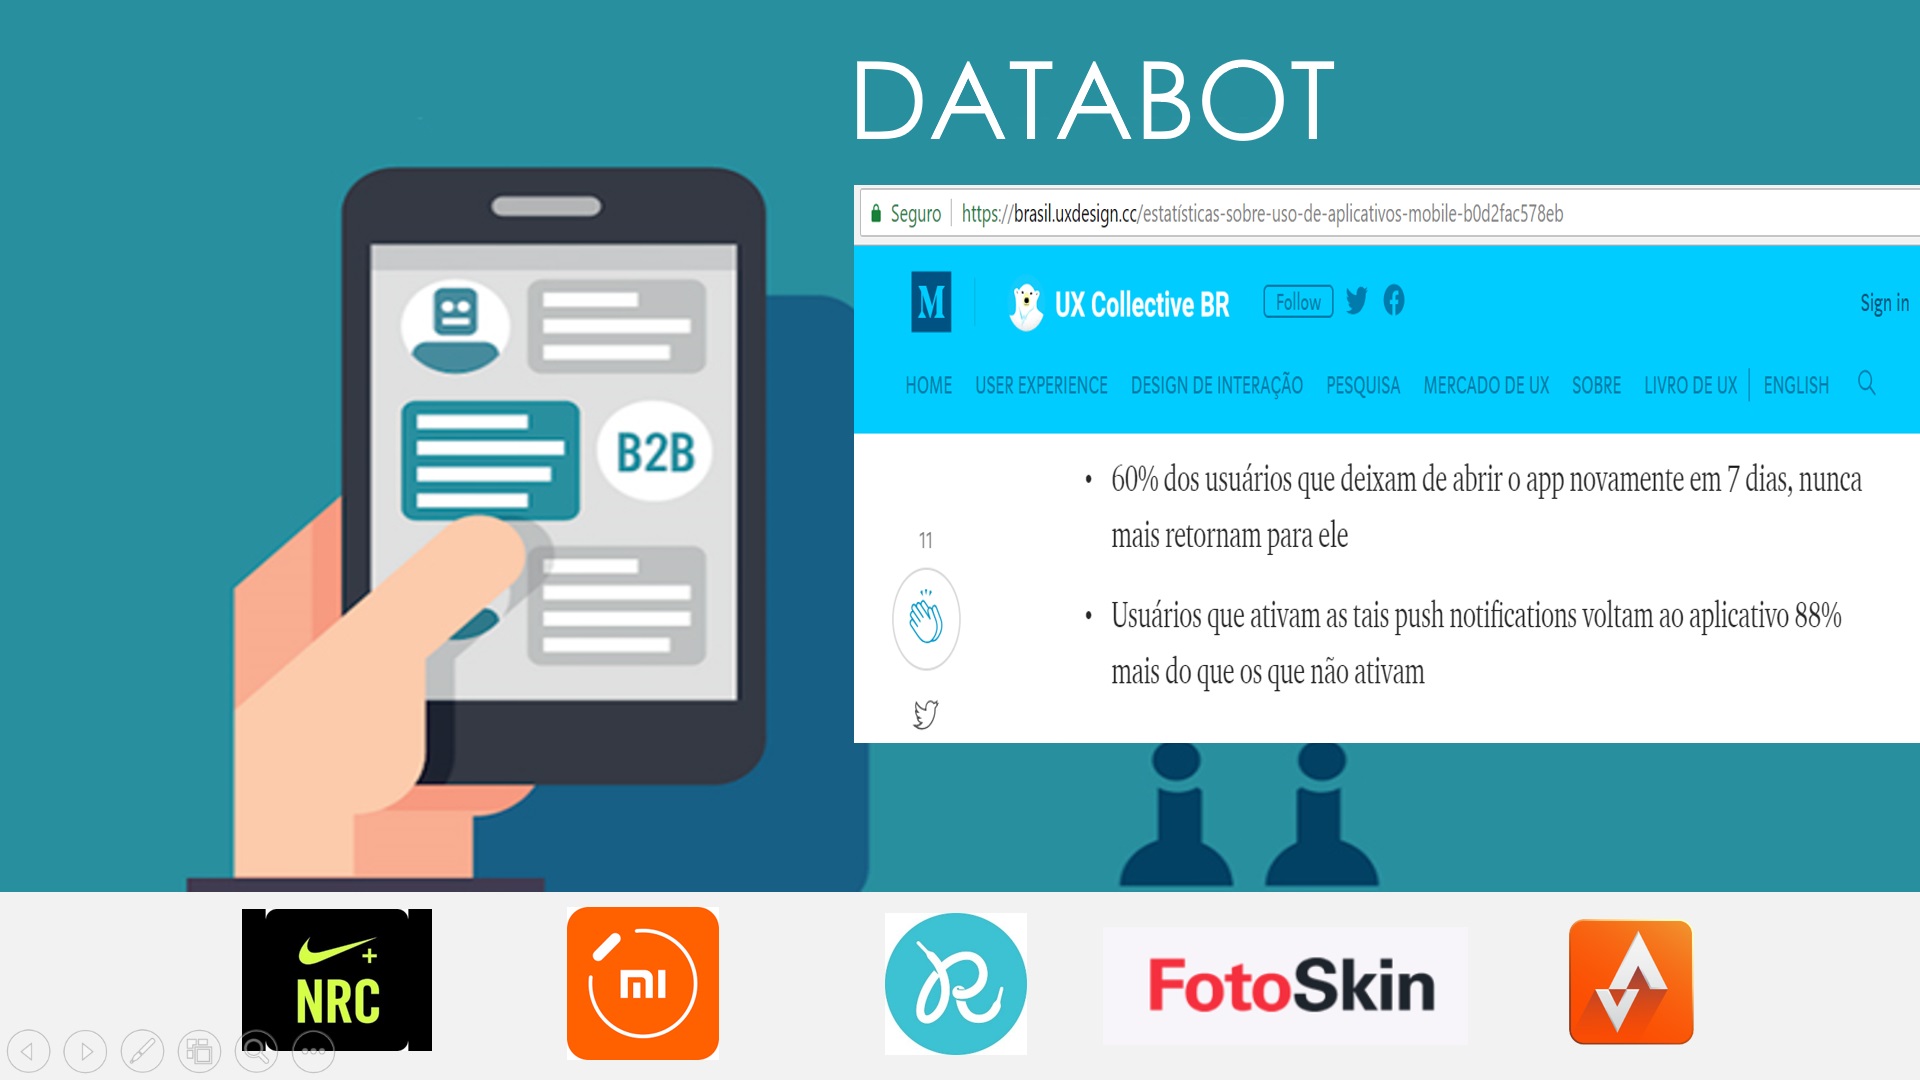 DATABOT
Seguro
https://brasil.uxdesign.cc/estatísticas-sobre-uso-de-aplicativos-mobile-b0d2fac578eb
M
UX Collective BR
Follow
Sign in
HOME USER EXPERIENCE DESIGN DE INTERAÇÃO PESQUISA MERCADO DE UX SOBRE LIVRO DE UX ENGLISH
• 60% dos usuários que deixam de abrir o app novamente em 7 dias, nunca
mais retornam para ele
11
• Usuários que ativam as tais push notifications voltam ao aplicativo 88%
mais do que os que não ativam
B2B
+
NRC
MI
R
FotoSkin